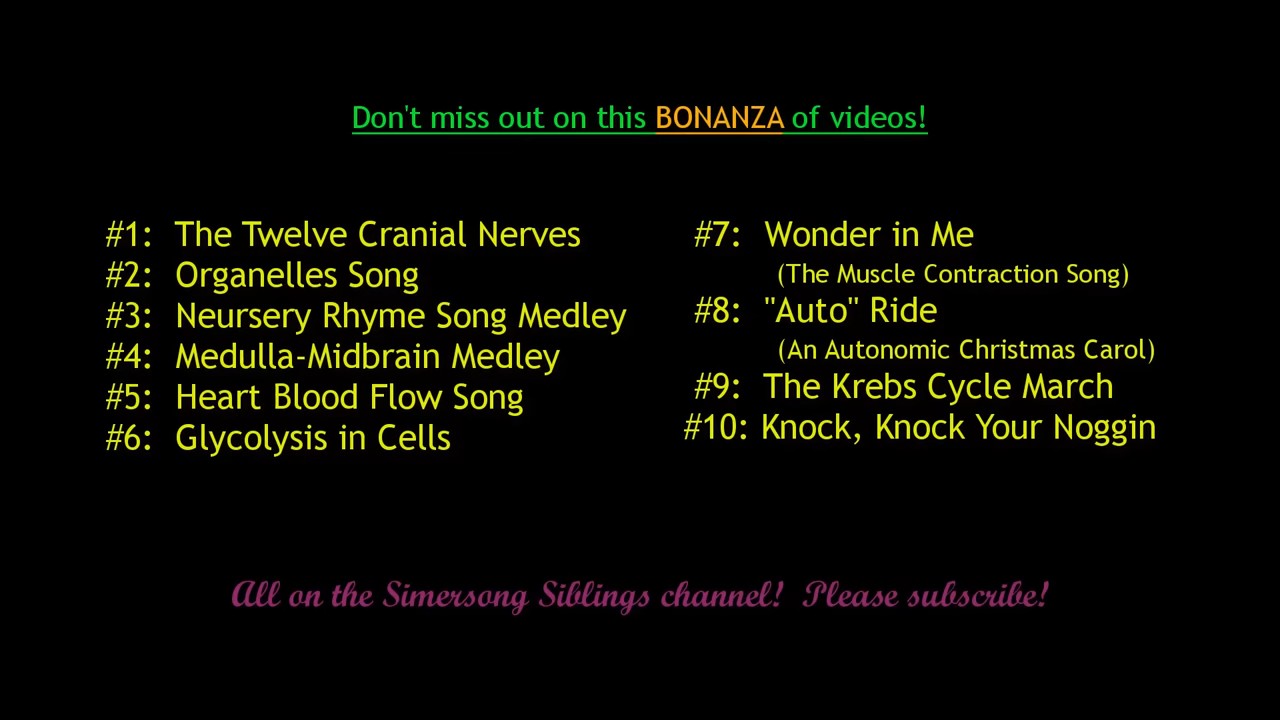 Don't miss out on this BONANZA of videos!
#1: The Twelve Cranial Nerves
#2: Organelles Song
#3: Neursery Rhyme Song Medley
#4: Medulla-Midbrain Medley
#5: Heart Blood Flow Song
#6: Glycolysis in Cells
#7: Wonder in Me
(The Muscle Contraction Song)
#8: "Auto" Ride
(An Autonomic Christmas Carol)
#9: The Krebs Cycle March
#10: Knock, Knock Your Noggin
All on the Simersong Siblings channel! Please subscribe!